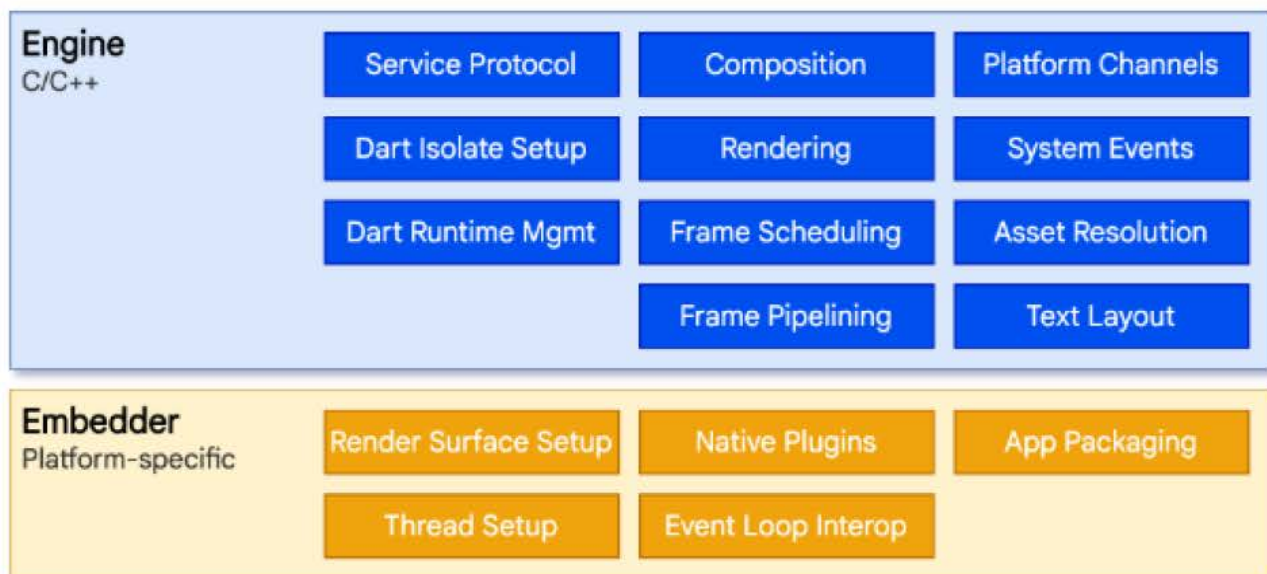 Engine
C/C++
Service Protocol
Composition
Platform Channels
Dart Isolate Setup
Rendering
System Events
Dart Runtime Mgmt
Frame Scheduling
Asset Resolution
Frame Pipelining
Text Layout
Embedder
Platform-specific
Render Surface Setup
Native Plugins
App Packaging
Thread Setup
Event Loop Interop